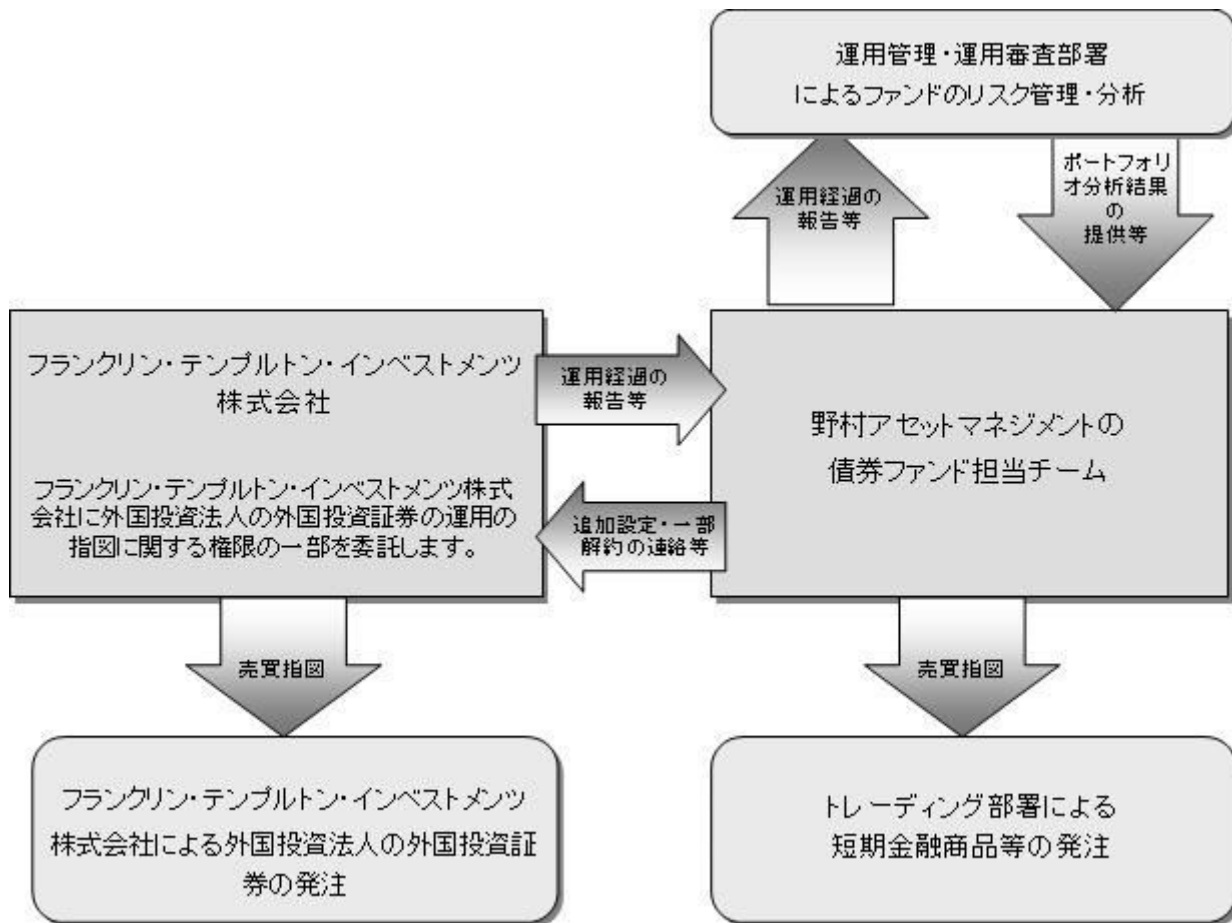 運用管理・運用審査部署
によるファンドのリスク管理・分析
運用経過の
報告等
ポートフォリ
オ分析結果
の
提供等
フランクリン・テンプルトン・インベストメンツ
株式会社
フランクリン・テンプルトン・インベストメンツ株式
会社に外国投資法人の外国投資証券の運用の
指図に関する権限の一部を委託します。
運用経過の
報告等
追加設定・一部
解約の連絡等
野村アセットマネジメントの
債券ファンド担当チーム
売買指図
売買指図
フランクリン・テンプルトン・インベストメンツ
株式会社による外国投資法人の外国投資証
券の発注
トレーディング部署による
短期金融商品等の発注